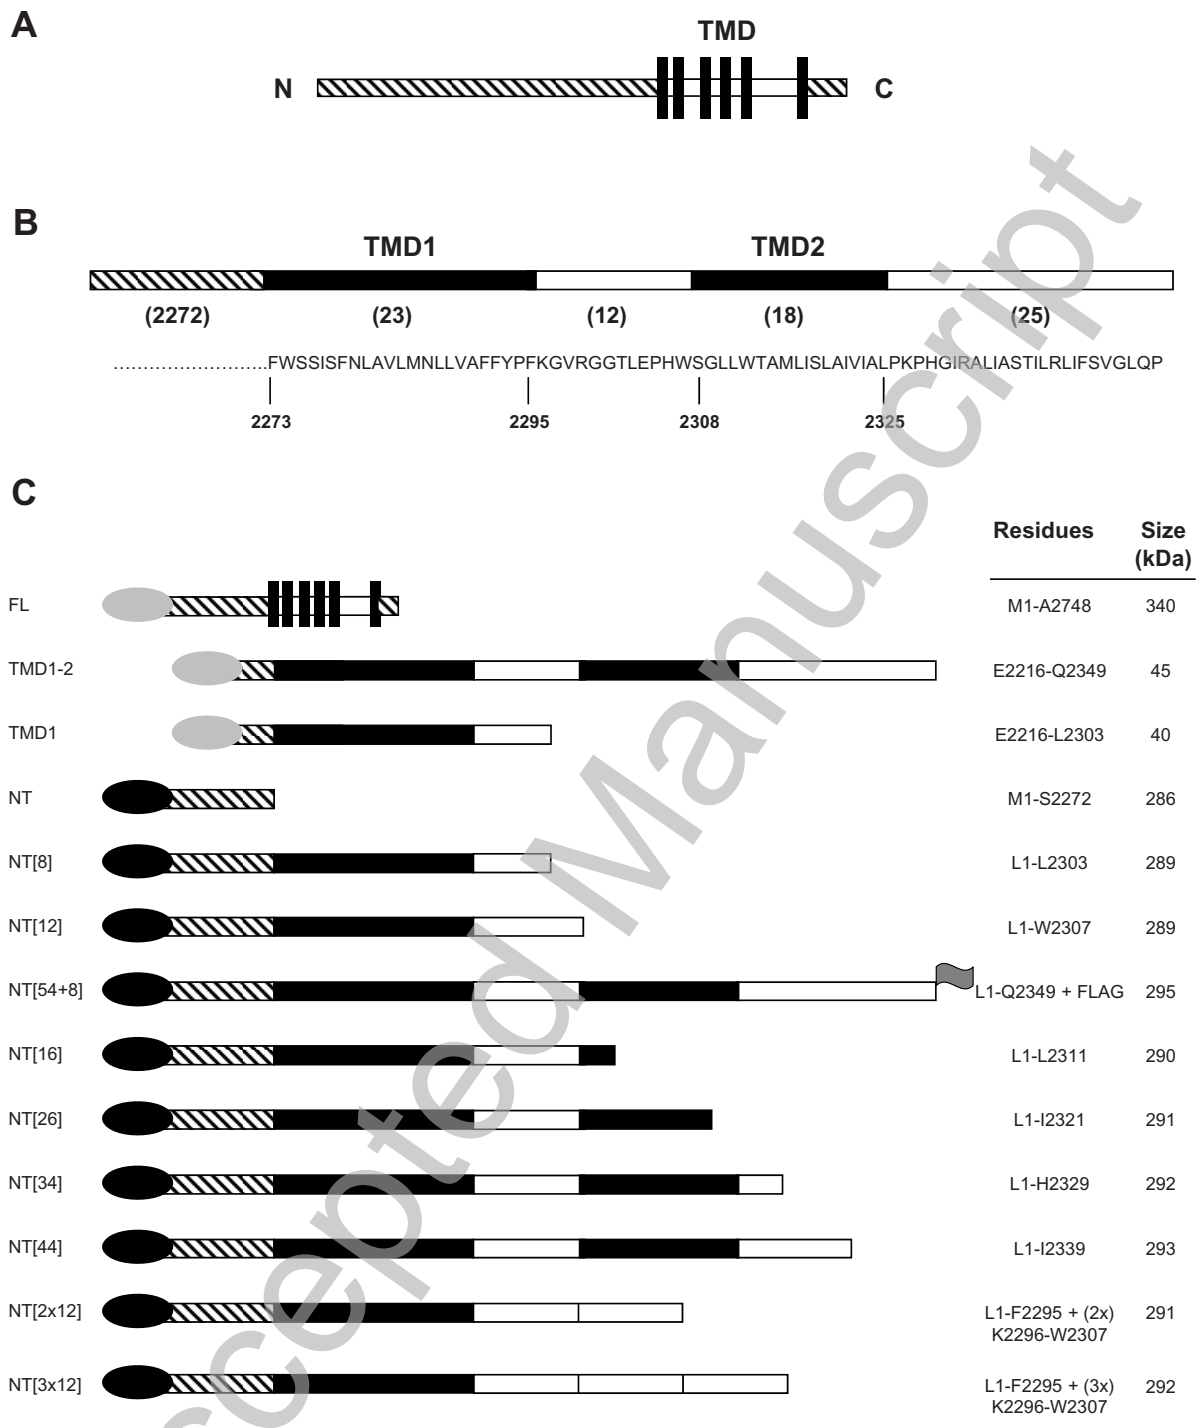 A
TMD
N C
B
TMD1 TMD2
(2272) (23) (12) (18) (25)
..........................FWSSISFNLAVLMNLLVAFFYPFKGVRGGTLEPHWSGLLWTAMLISLAIVIALPKPHGIRALIASTILRLIFSVGLQP
2273 2295 2308 2325
C
Residues Size
(kDa)
FL M1-A2748 340
TMD1-2 E2216-Q2349 45
TMD1 E2216-L2303 40
NT M1-S2272 286
NT[8] L1-L2303 289
NT[12] L1-W2307 289
NT[54+8] L1-Q2349 + FLAG 295
NT[16] L1-L2311 290
NT[26] L1-I2321 291
NT[34] L1-H2329 292
NT[44] L1-I2339 293
NT[2x12] L1-F2295 + (2x) 291
K2296-W2307
NT[3x12] L1-F2295 + (3x) 292
K2296-W2307
cepted Manuscript